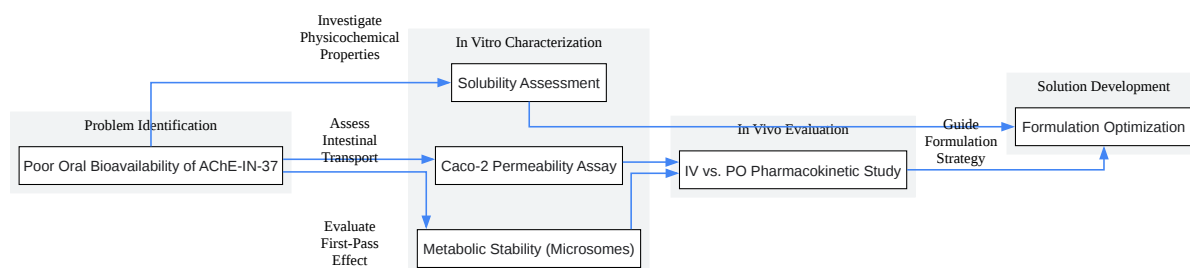 Investigate
Physicochemical
Properties
In Vitro Characterization
Solubility Assessment
Solution Development
Formulation Optimization
Problem Identification
Poor Oral Bioavailability of AChE-IN-37
Assess
Intestinal
Transport
Caco-2 Permeability Assay
In Vivo Evaluation
IV vs. PO Pharmacokinetic Study
Guide
Formulation
Strategy
Evaluate
First-Pass
Effect
Metabolic Stability (Microsomes)